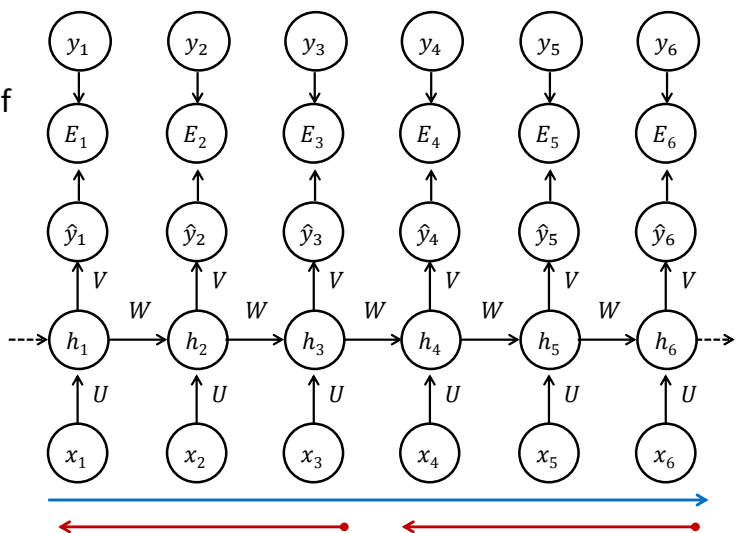 y₁ y₂ y₃ y₄ y₅ y₆
f
E₁ E₂ E₃ E₄ E₅ E₆
ŷ₁ ŷ₂ ŷ₃ ŷ₄ ŷ₅ ŷ₆
V V V V V V
W W W W W
h₁ h₂ h₃ h₄ h₅ h₆
U U U U U U
x₁ x₂ x₃ x₄ x₅ x₆